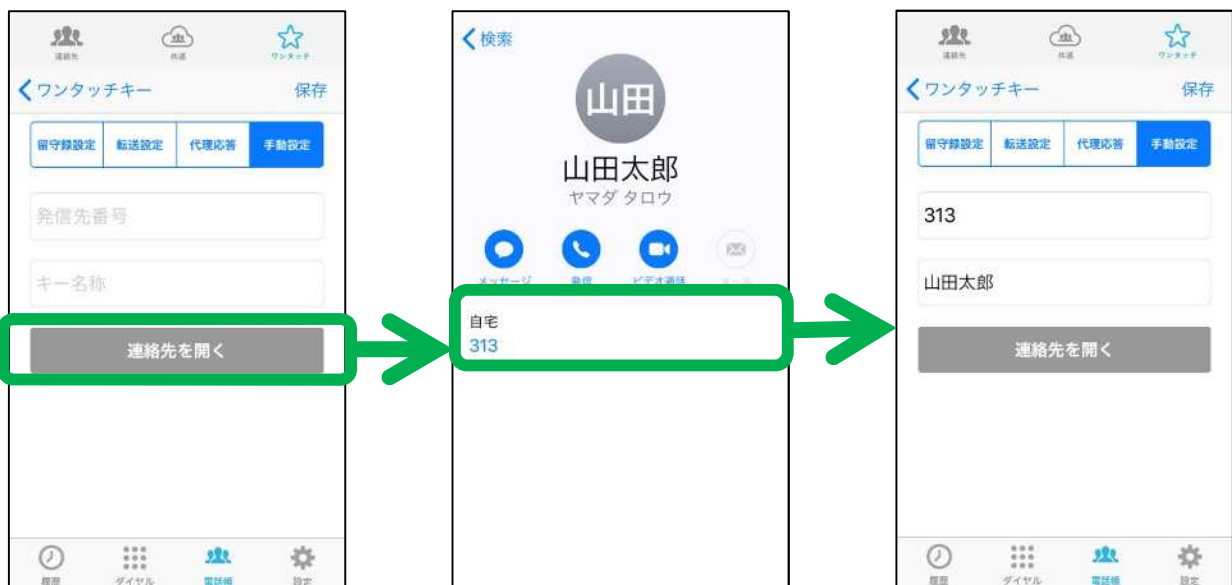 連絡先
共通
ワンタッチ
ワンタッチキー
保存
留守録設定
転送設定
代理応答
手動設定
発信先番号
キー名称
連絡先を開く
履歴
ダイヤル
電話帳
設定
検索
山田
山田太郎
ヤマダ タロウ
メッセージ
発信
ビデオ通話
メール
自宅
313
連絡先
共通
ワンタッチ
ワンタッチキー
保存
留守録設定
転送設定
代理応答
手動設定
313
山田太郎
連絡先を開く
履歴
ダイヤル
電話帳
設定